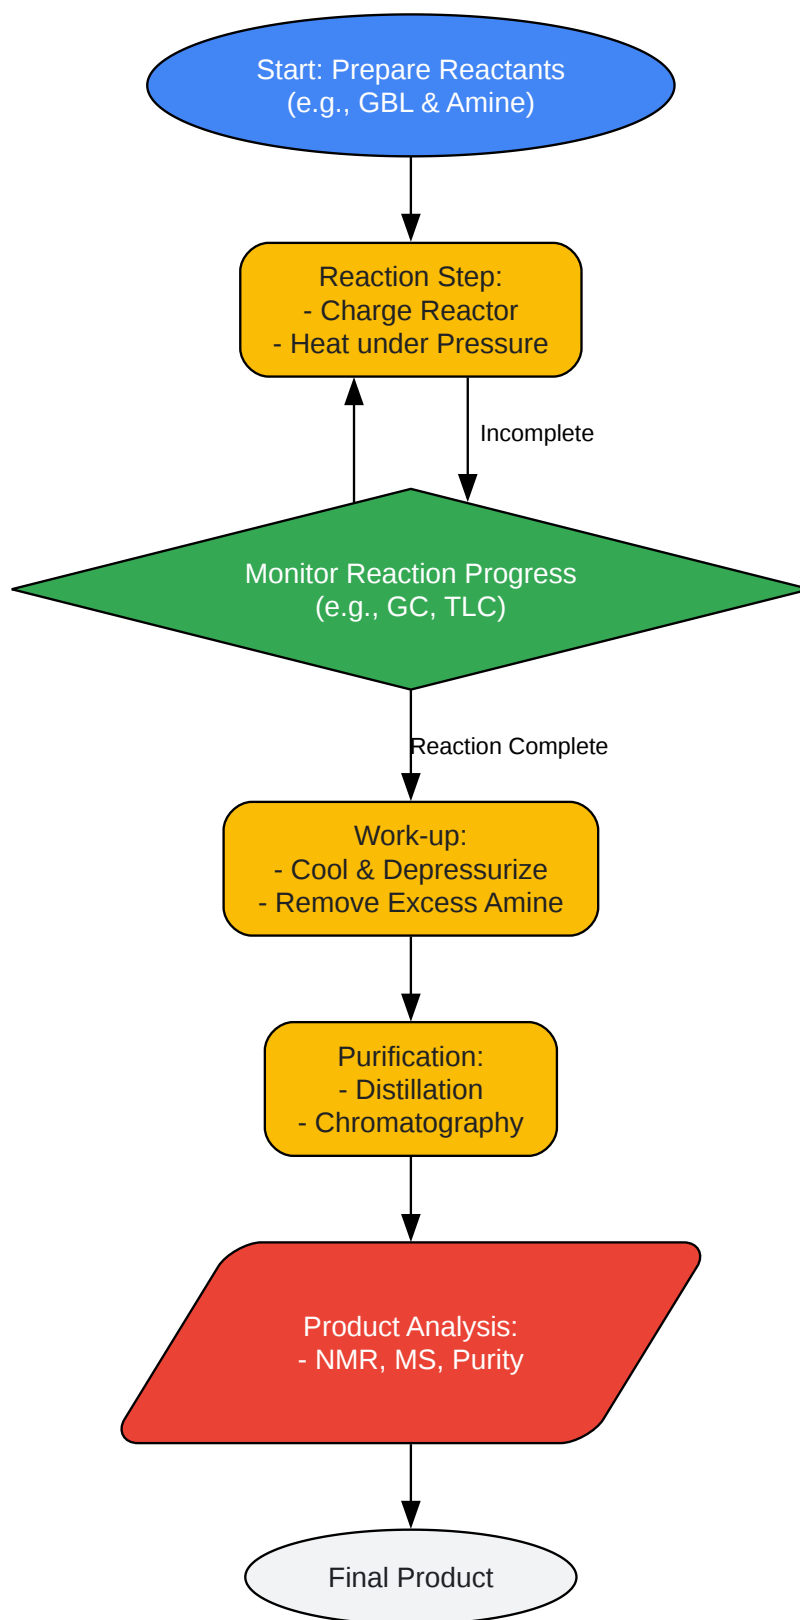 Start: Prepare Reactants
(e.g., GBL & Amine)
Reaction Step:
- Charge Reactor
- Heat under Pressure
Incomplete
Monitor Reaction Progress
(e.g., GC, TLC)
Reaction Complete
Work-up:
- Cool & Depressurize
- Remove Excess Amine
Purification:
- Distillation
- Chromatography
Product Analysis:
- NMR, MS, Purity
Final Product